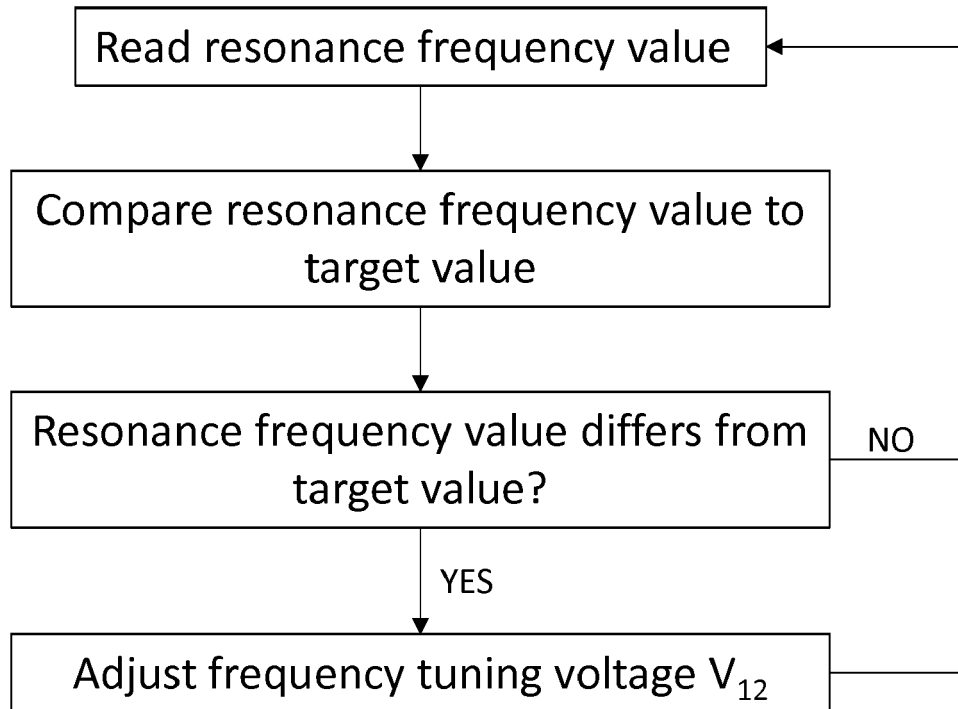 Read resonance frequency value
Compare resonance frequency value to
target value
Resonance frequency value differs from
target value?
NO
YES
Adjust frequency tuning voltage V₁₂